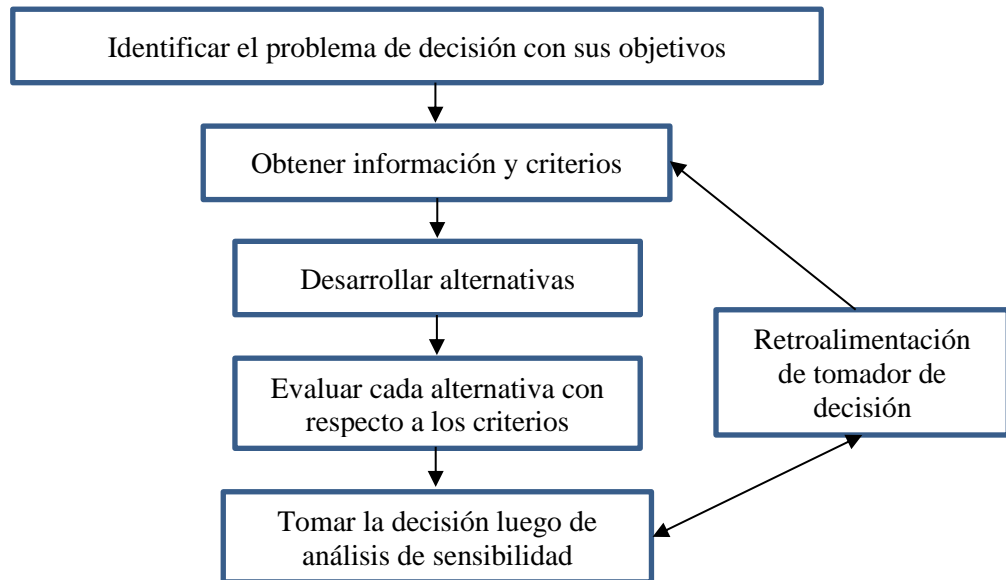 Identificar el problema de decisión con sus objetivos
Obtener información y criterios
Desarrollar alternativas
Evaluar cada alternativa con
respecto a los criterios
Tomar la decisión luego de
análisis de sensibilidad
Retroalimentación
de tomador de
decisión